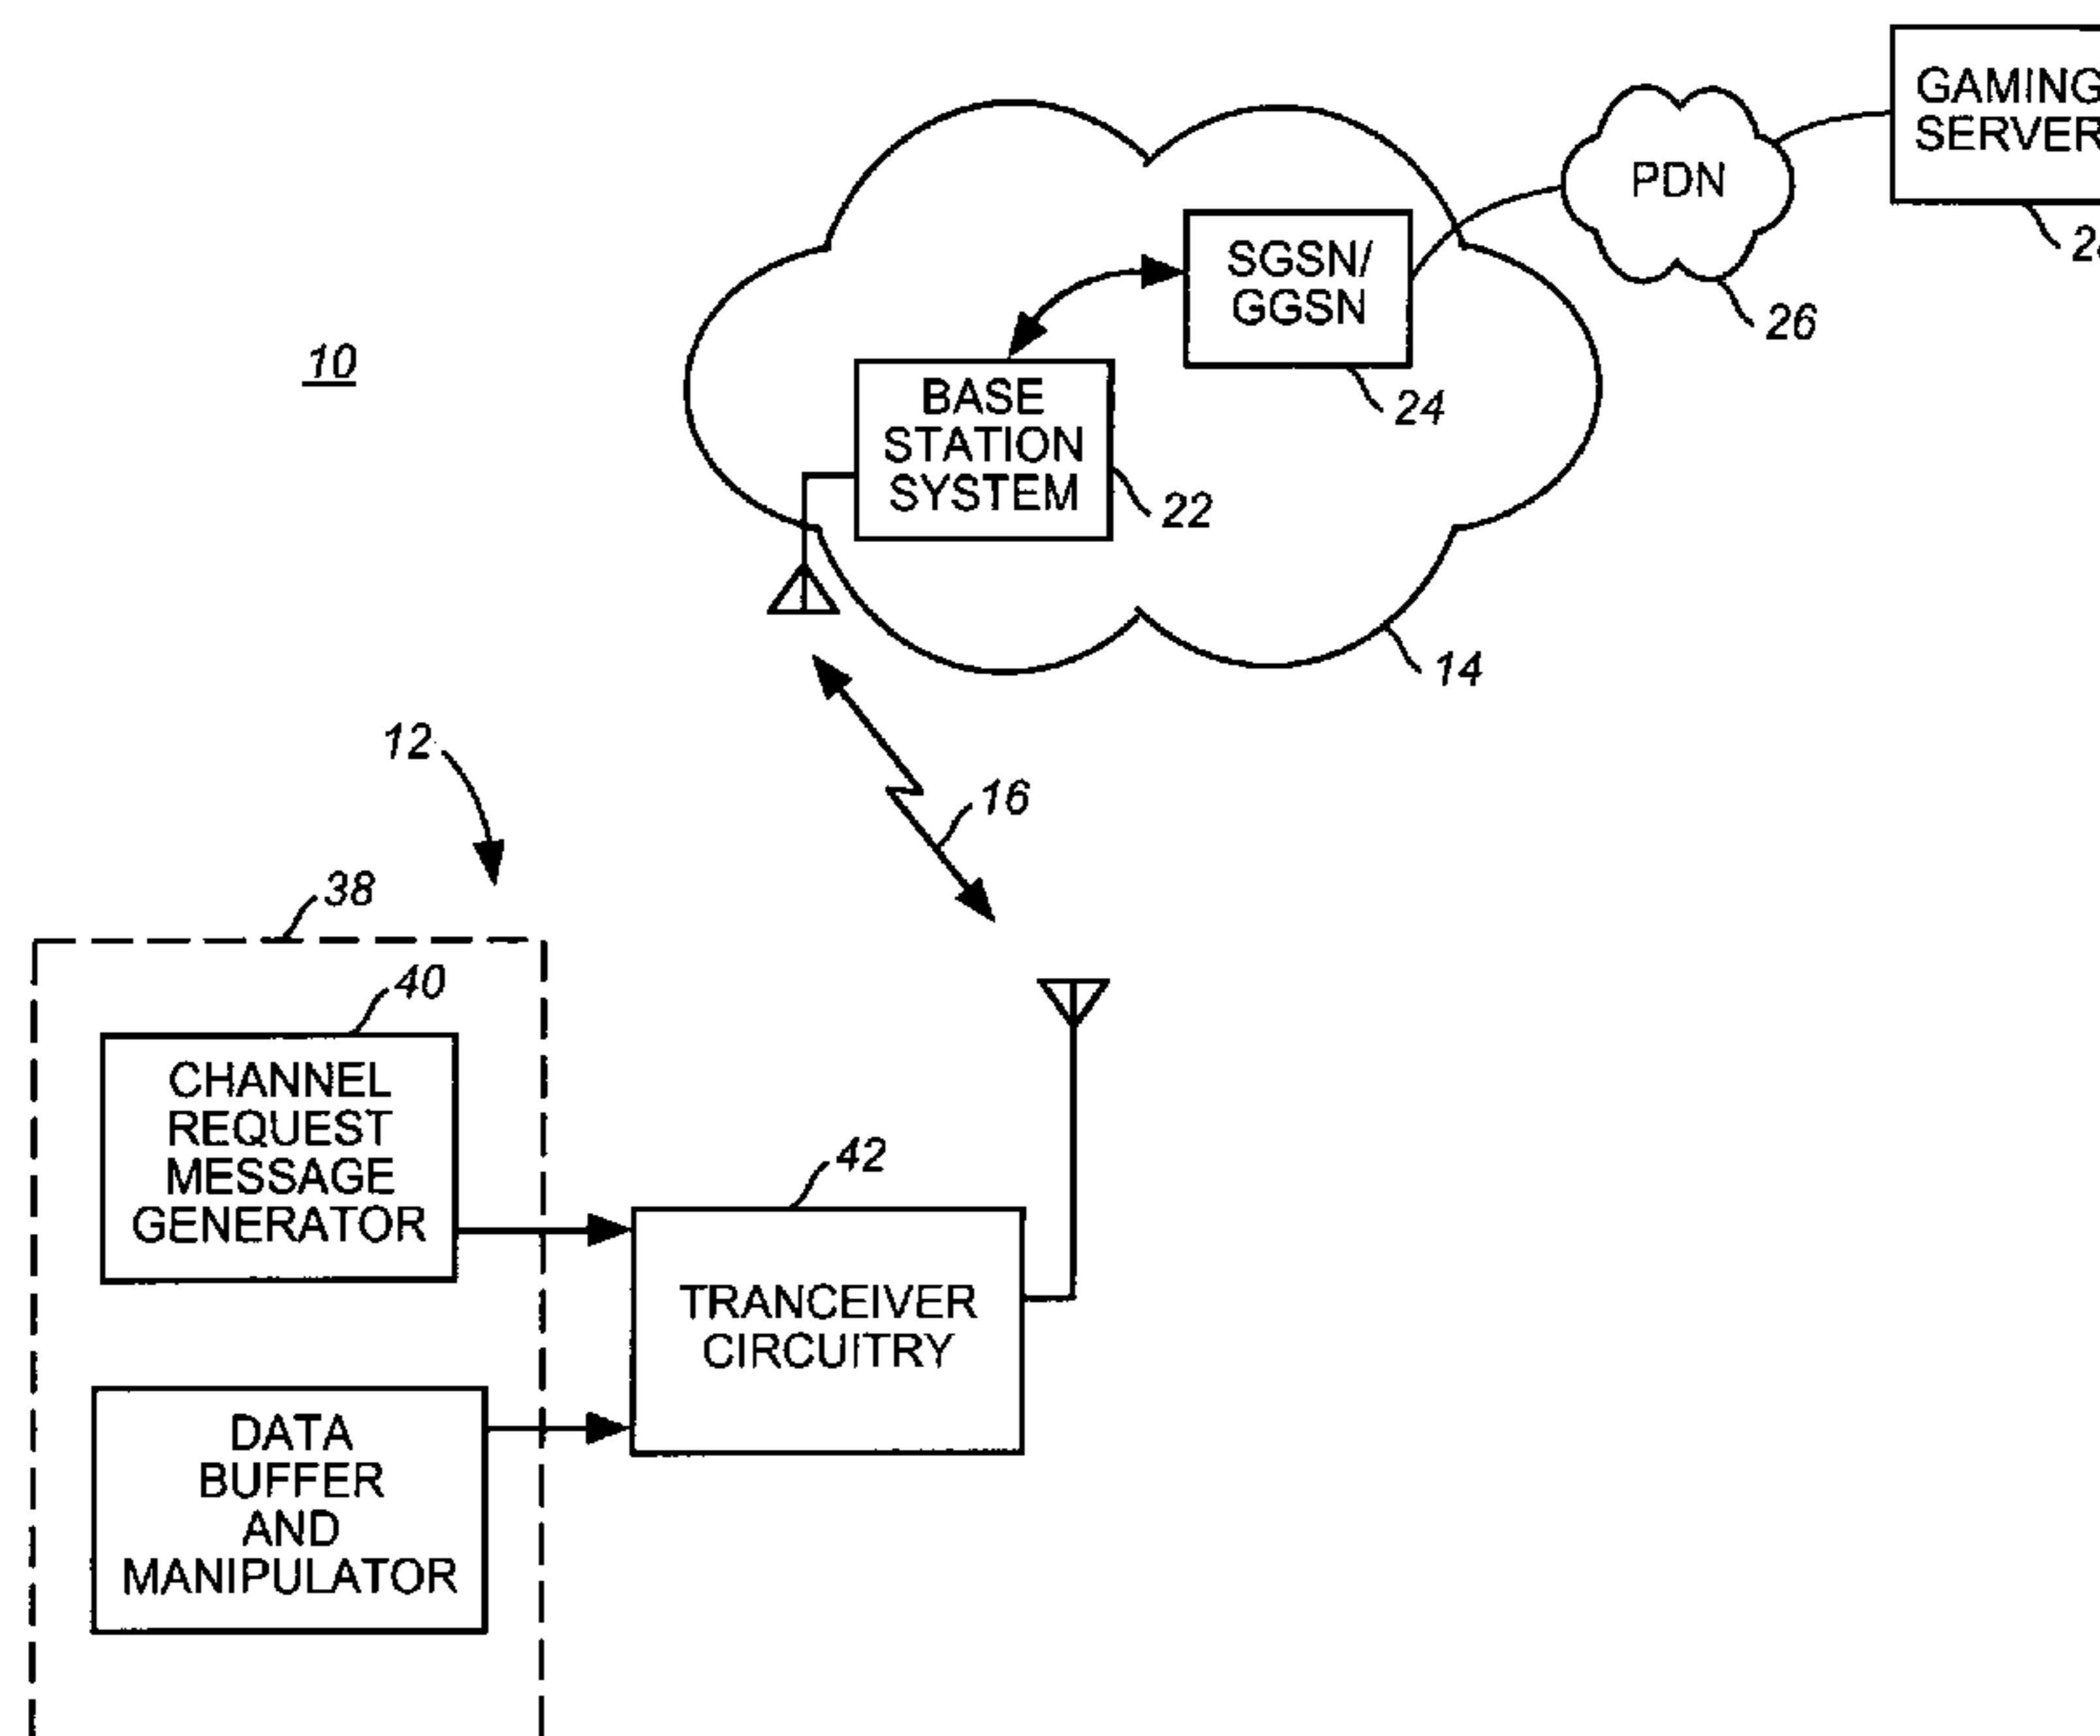 GAMING
SERVER
PDN
SGSN/
GGSN
26
10
24
BASE
STATION
SYSTEM
22
14
12
16
38
40
CHANNEL
REQUEST
MESSAGE
GENERATOR
42
TRANCEIVER
CIRCUITRY
DATA
BUFFER
AND
MANIPULATOR